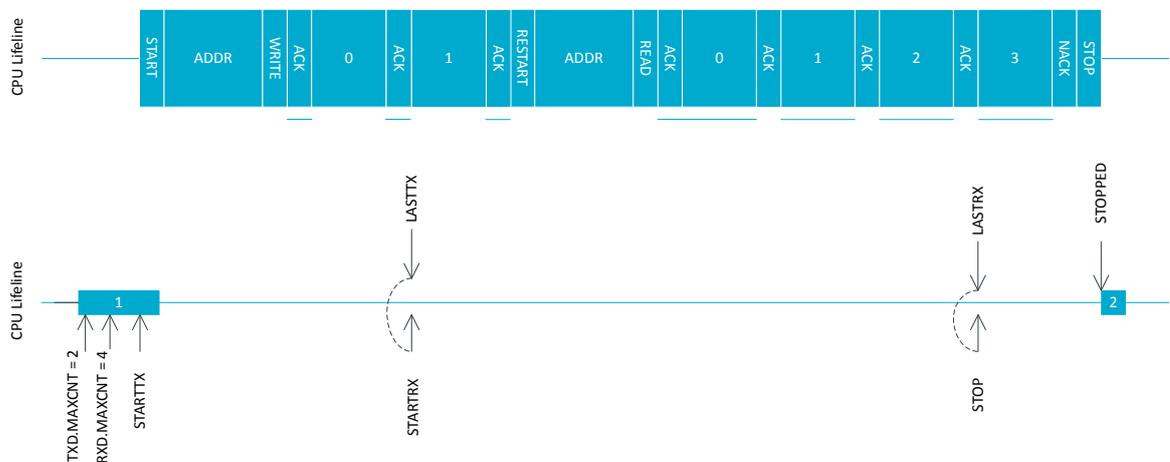 CPU Lifeline
START
ADDR
WRITE
ACK
0
ACK
1
ACK
RESTART
ADDR
READ
ACK
0
ACK
1
ACK
2
ACK
3
NACK
STOP
CPU Lifeline
LASTTX
LASTRX
STOPPED
1
2
TXD.MAXCNT = 2
RXD.MAXCNT = 4
STARTTX
STARTRX
STOP